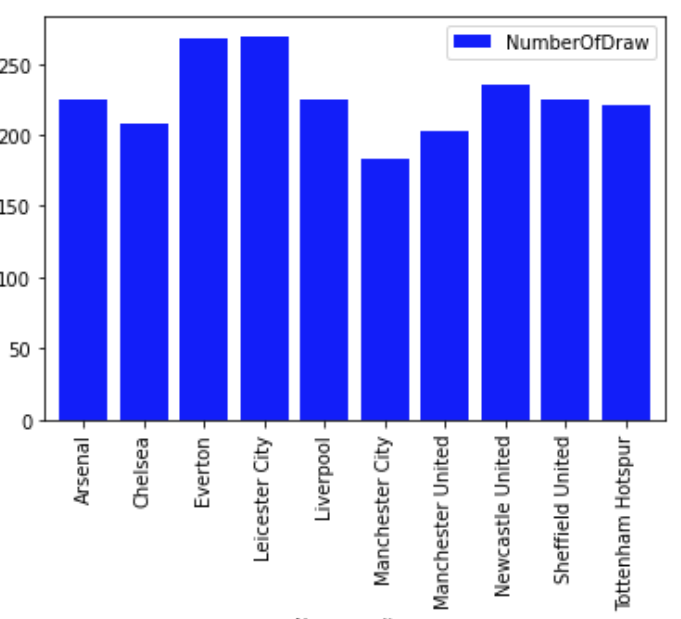 NumberOfDraw
250
200
150
100
50
0
Arsenal
Chelsea
Everton
Leicester City
Liverpool
Manchester City
Manchester United
Newcastle United
Sheffield United
Tottenham Hotspur